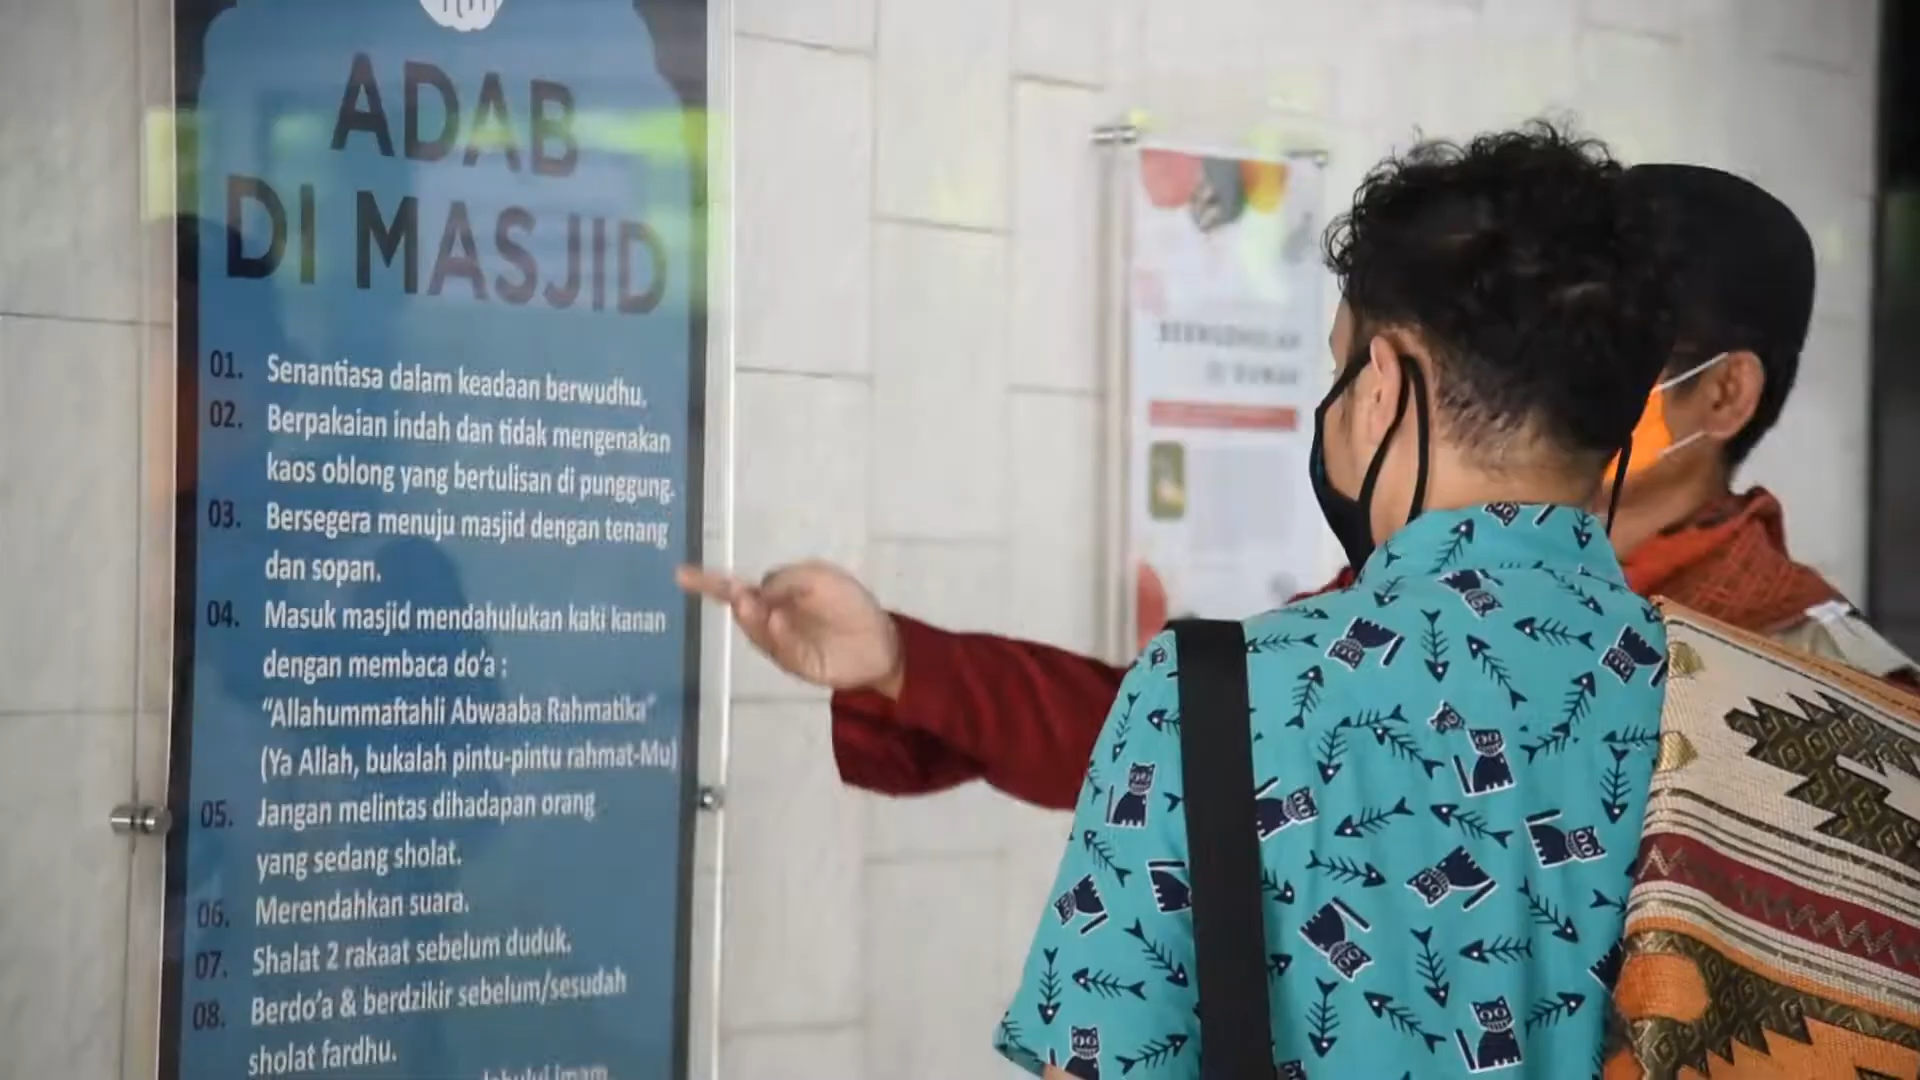 ADAB
DI MASJID
01. Senantiasa dalam keadaan berwudhu.
02. Berpakaian indah dan tidak mengenakan
kaos oblong yang bertulisan di punggung.
03. Bersegera menuju masjid dengan tenang
dan sopan.
04. Masuk masjid mendahulukan kaki kanan
dengan membaca do'a :
“Allahummaftahli Abwaaba Rahmatika”
(Ya Allah, bukalah pintu-pintu rahmat-Mu)
05. Jangan melintas dihadapan orang
yang sedang sholat.
06. Merendahkan suara.
07. Shalat 2 rakaat sebelum duduk.
08. Berdo'a & berdzikir sebelum/sesudah
sholat fardhu.
imam